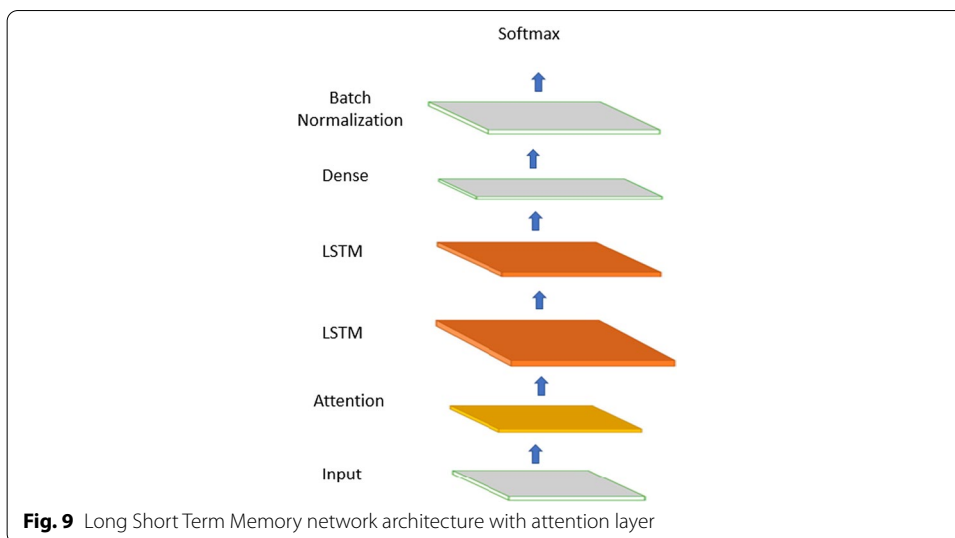 Softmax
Batch
Normalization
Dense
LSTM
LSTM
Attention
Input
Fig. 9 Long Short Term Memory network architecture with attention layer